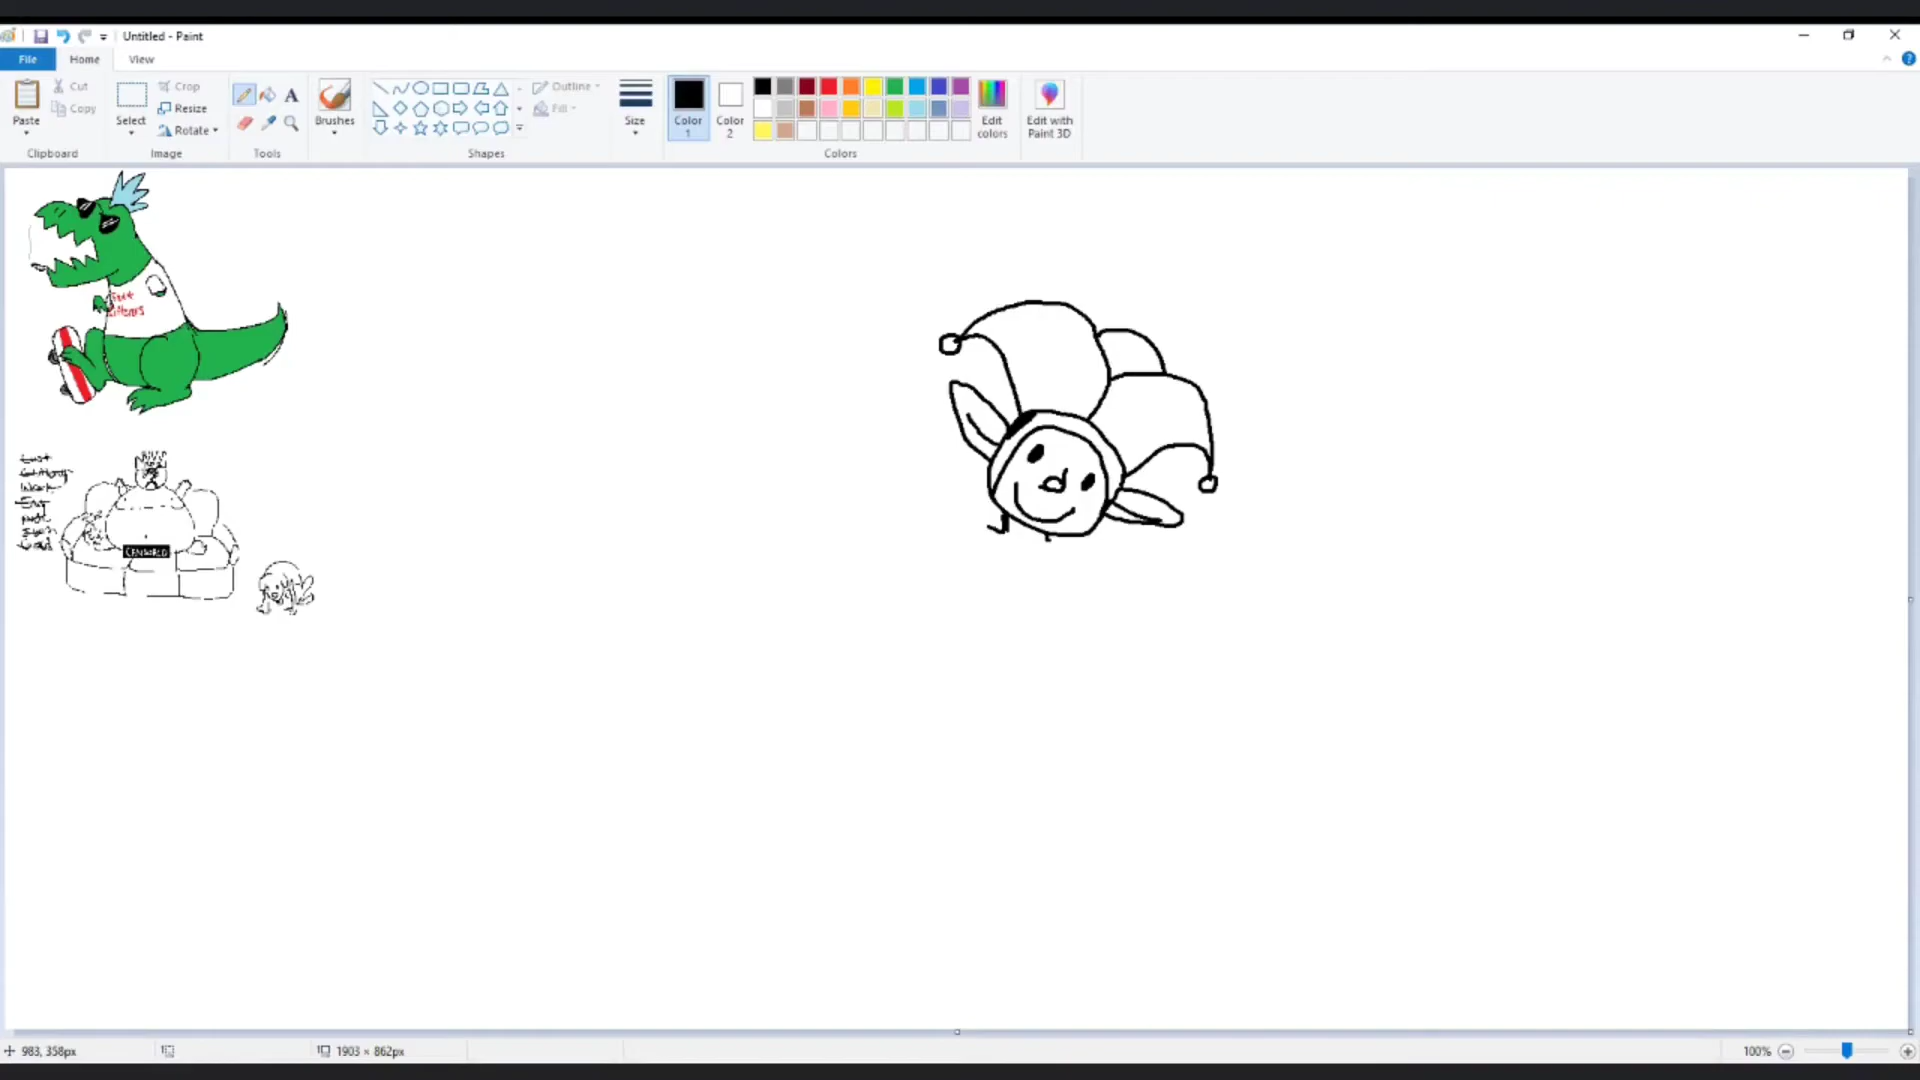 Untitled - Paint
File Home View
Paste
Cut
Copy
Clipboard
Select
Crop
Resize
Rotate
Image
A
Tools
Brushes
Outline
Fill
Shapes
Size
Color 1
Color 2
Edit colors
Colors
Edit with Paint 3D
CENSORED
983, 358px
1903 × 862px
100%